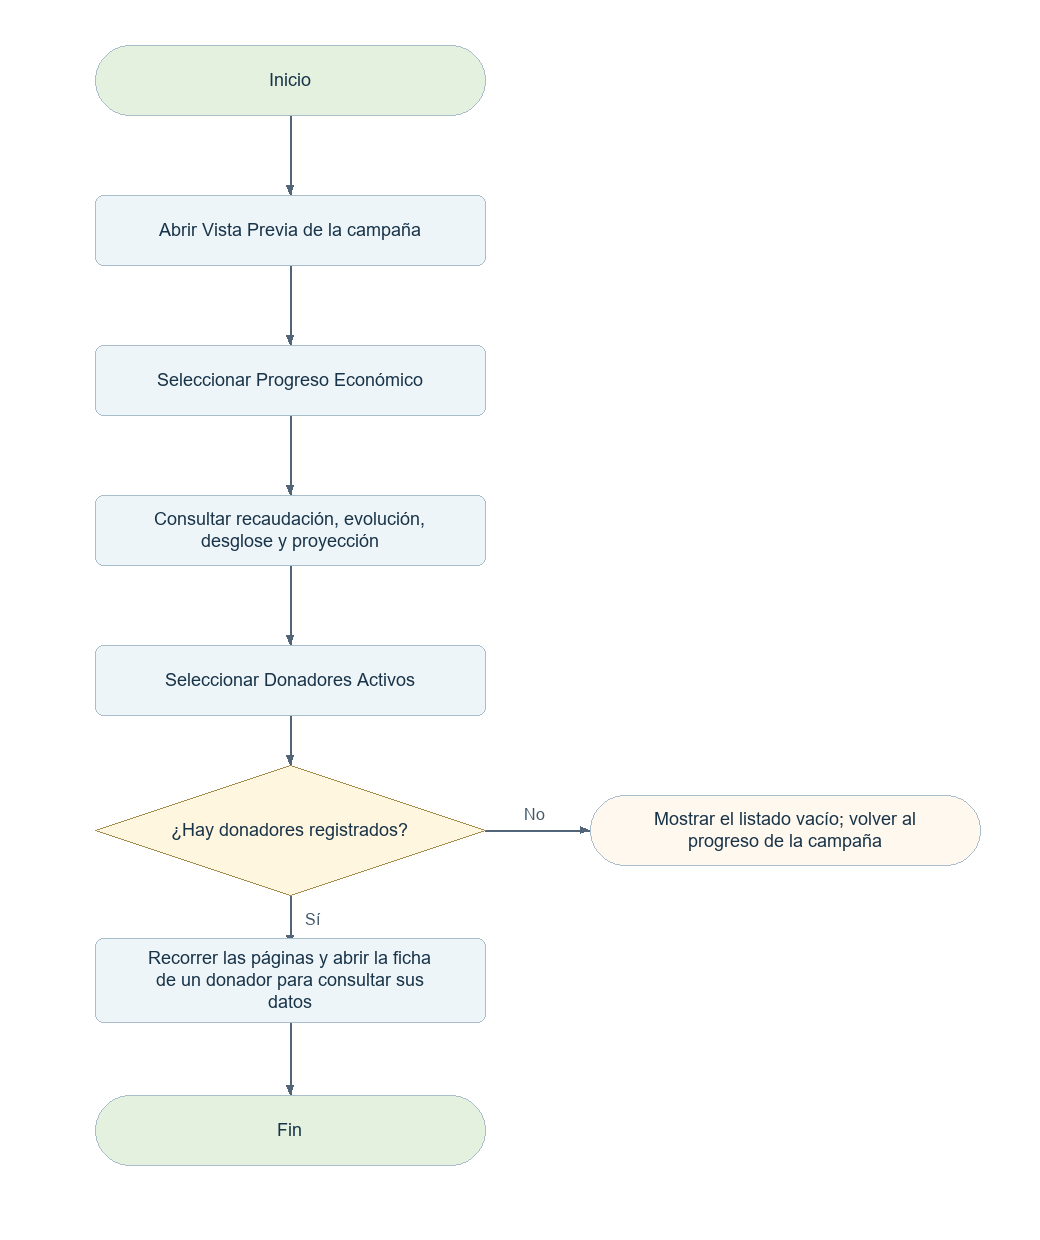 Inicio
Abrir Vista Previa de la campaña
Seleccionar Progreso Económico
Consultar recaudación, evolución,
desglose y proyección
Seleccionar Donadores Activos
¿Hay donadores registrados?
No
Mostrar el listado vacío; volver al
progreso de la campaña
Sí
Recorrer las páginas y abrir la ficha
de un donador para consultar sus
datos
Fin